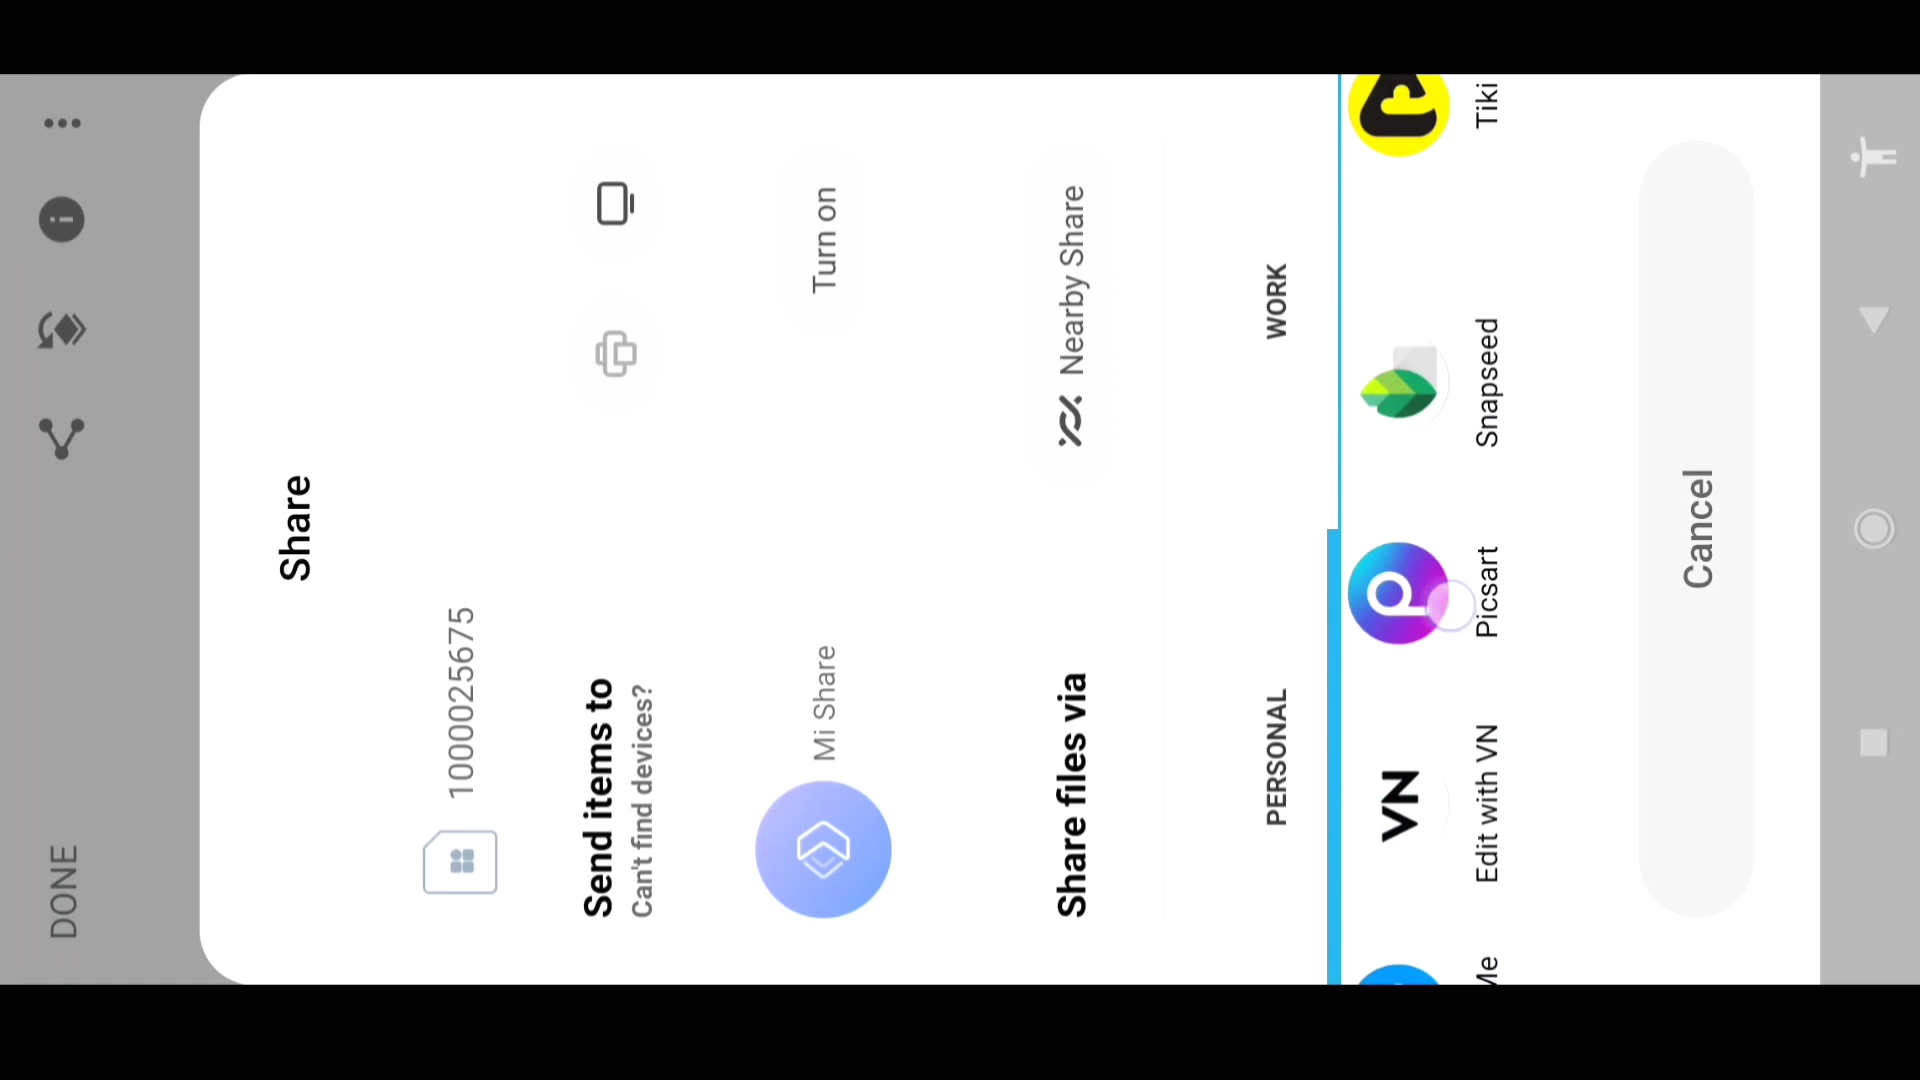 DONE
Share
1000025675
Send items to
Can't find devices?
Mi Share
Turn on
Share files via
Nearby Share
PERSONAL
WORK
Me
VN
Edit with VN
Picsart
Snapseed
Tiki
Cancel